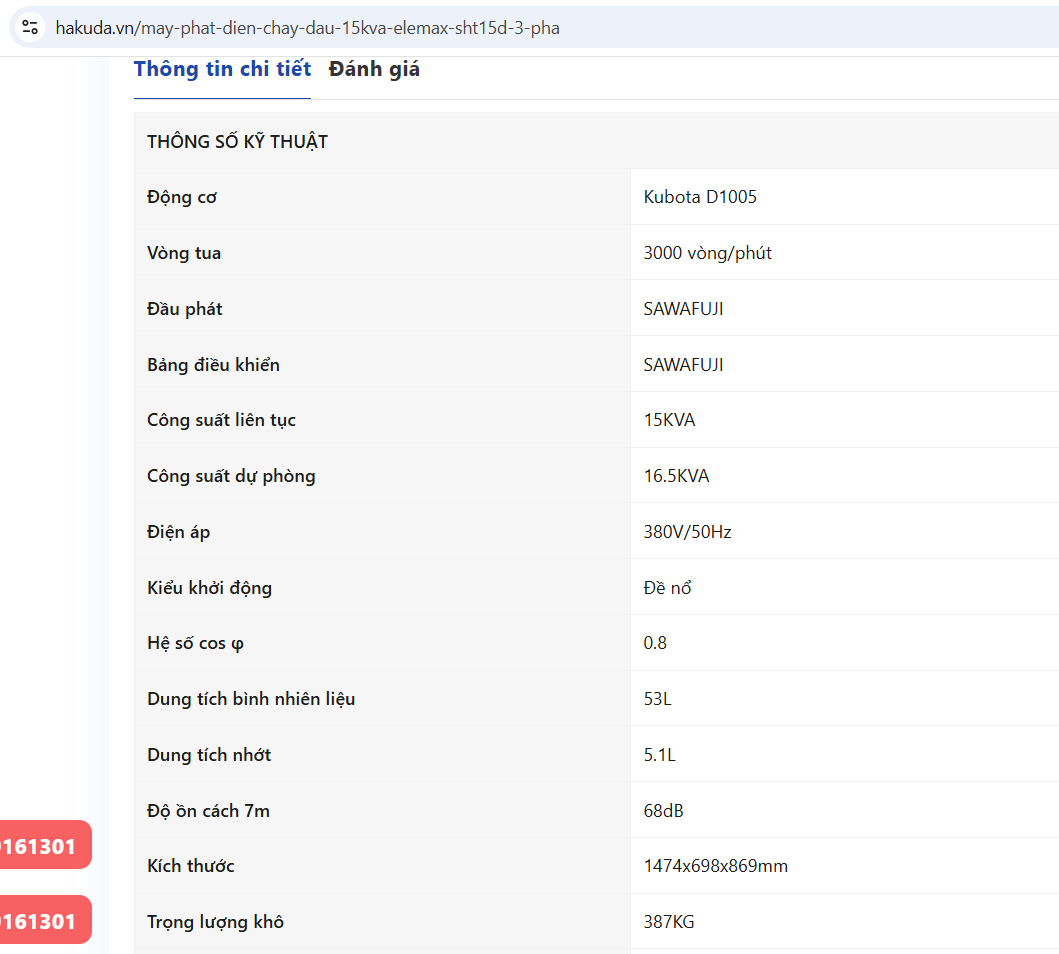 hakuda.vn/may-phat-dien-chay-dau-15kva-elemax-sht15d-3-pha
Thông tin chi tiết Đánh giá
THÔNG SỐ KỸ THUẬT
Động cơ Kubota D1005
Vòng tua 3000 vòng/phút
Đầu phát SAWAFUJI
Bảng điều khiển SAWAFUJI
Công suất liên tục 15KVA
Công suất dự phòng 16.5KVA
Điện áp 380V/50Hz
Kiểu khởi động Đề nổ
Hệ số cos φ 0.8
Dung tích bình nhiên liệu 53L
Dung tích nhớt 5.1L
Độ ồn cách 7m 68dB
161301
Kích thước 1474x698x869mm
161301
Trọng lượng khô 387KG